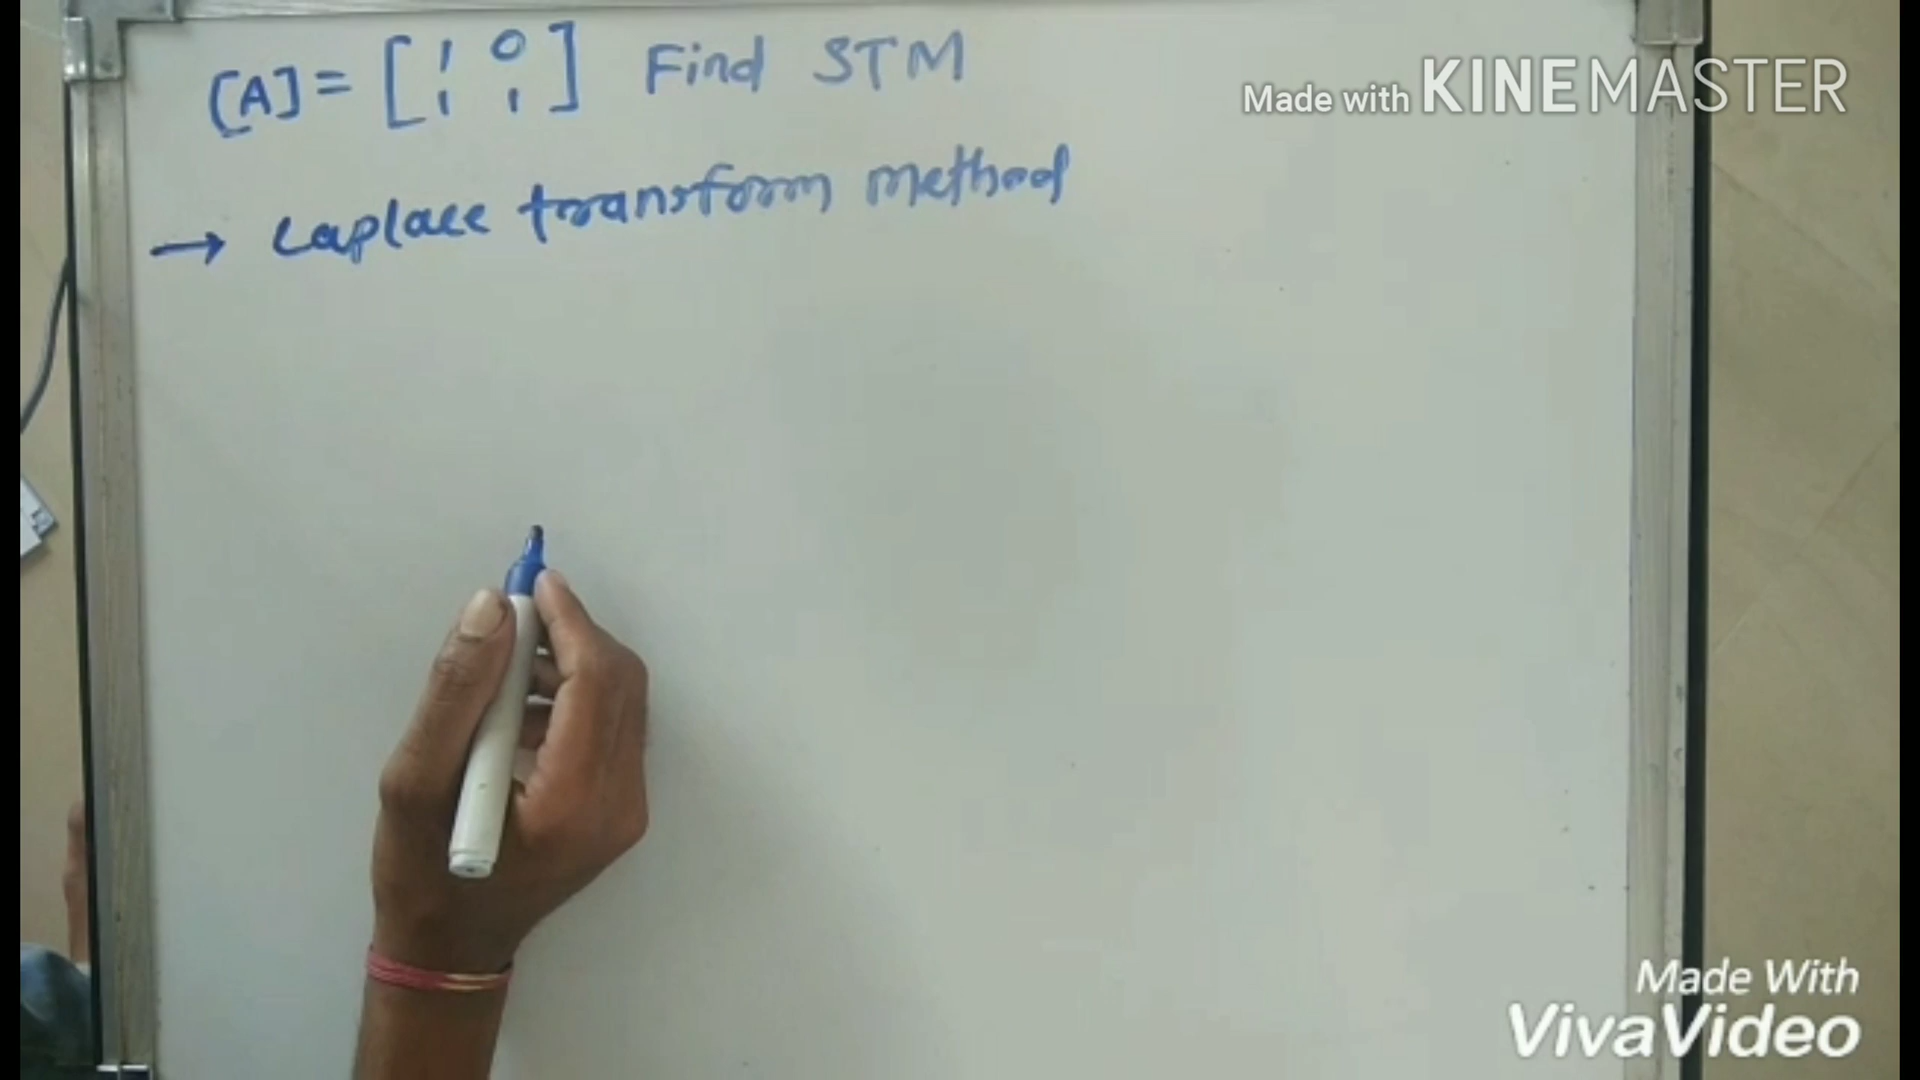 [A] = [ 1 0 Find STM
1 1 ]
Made with KINEMASTER
→ Laplace transform method
Made With
VivaVideo